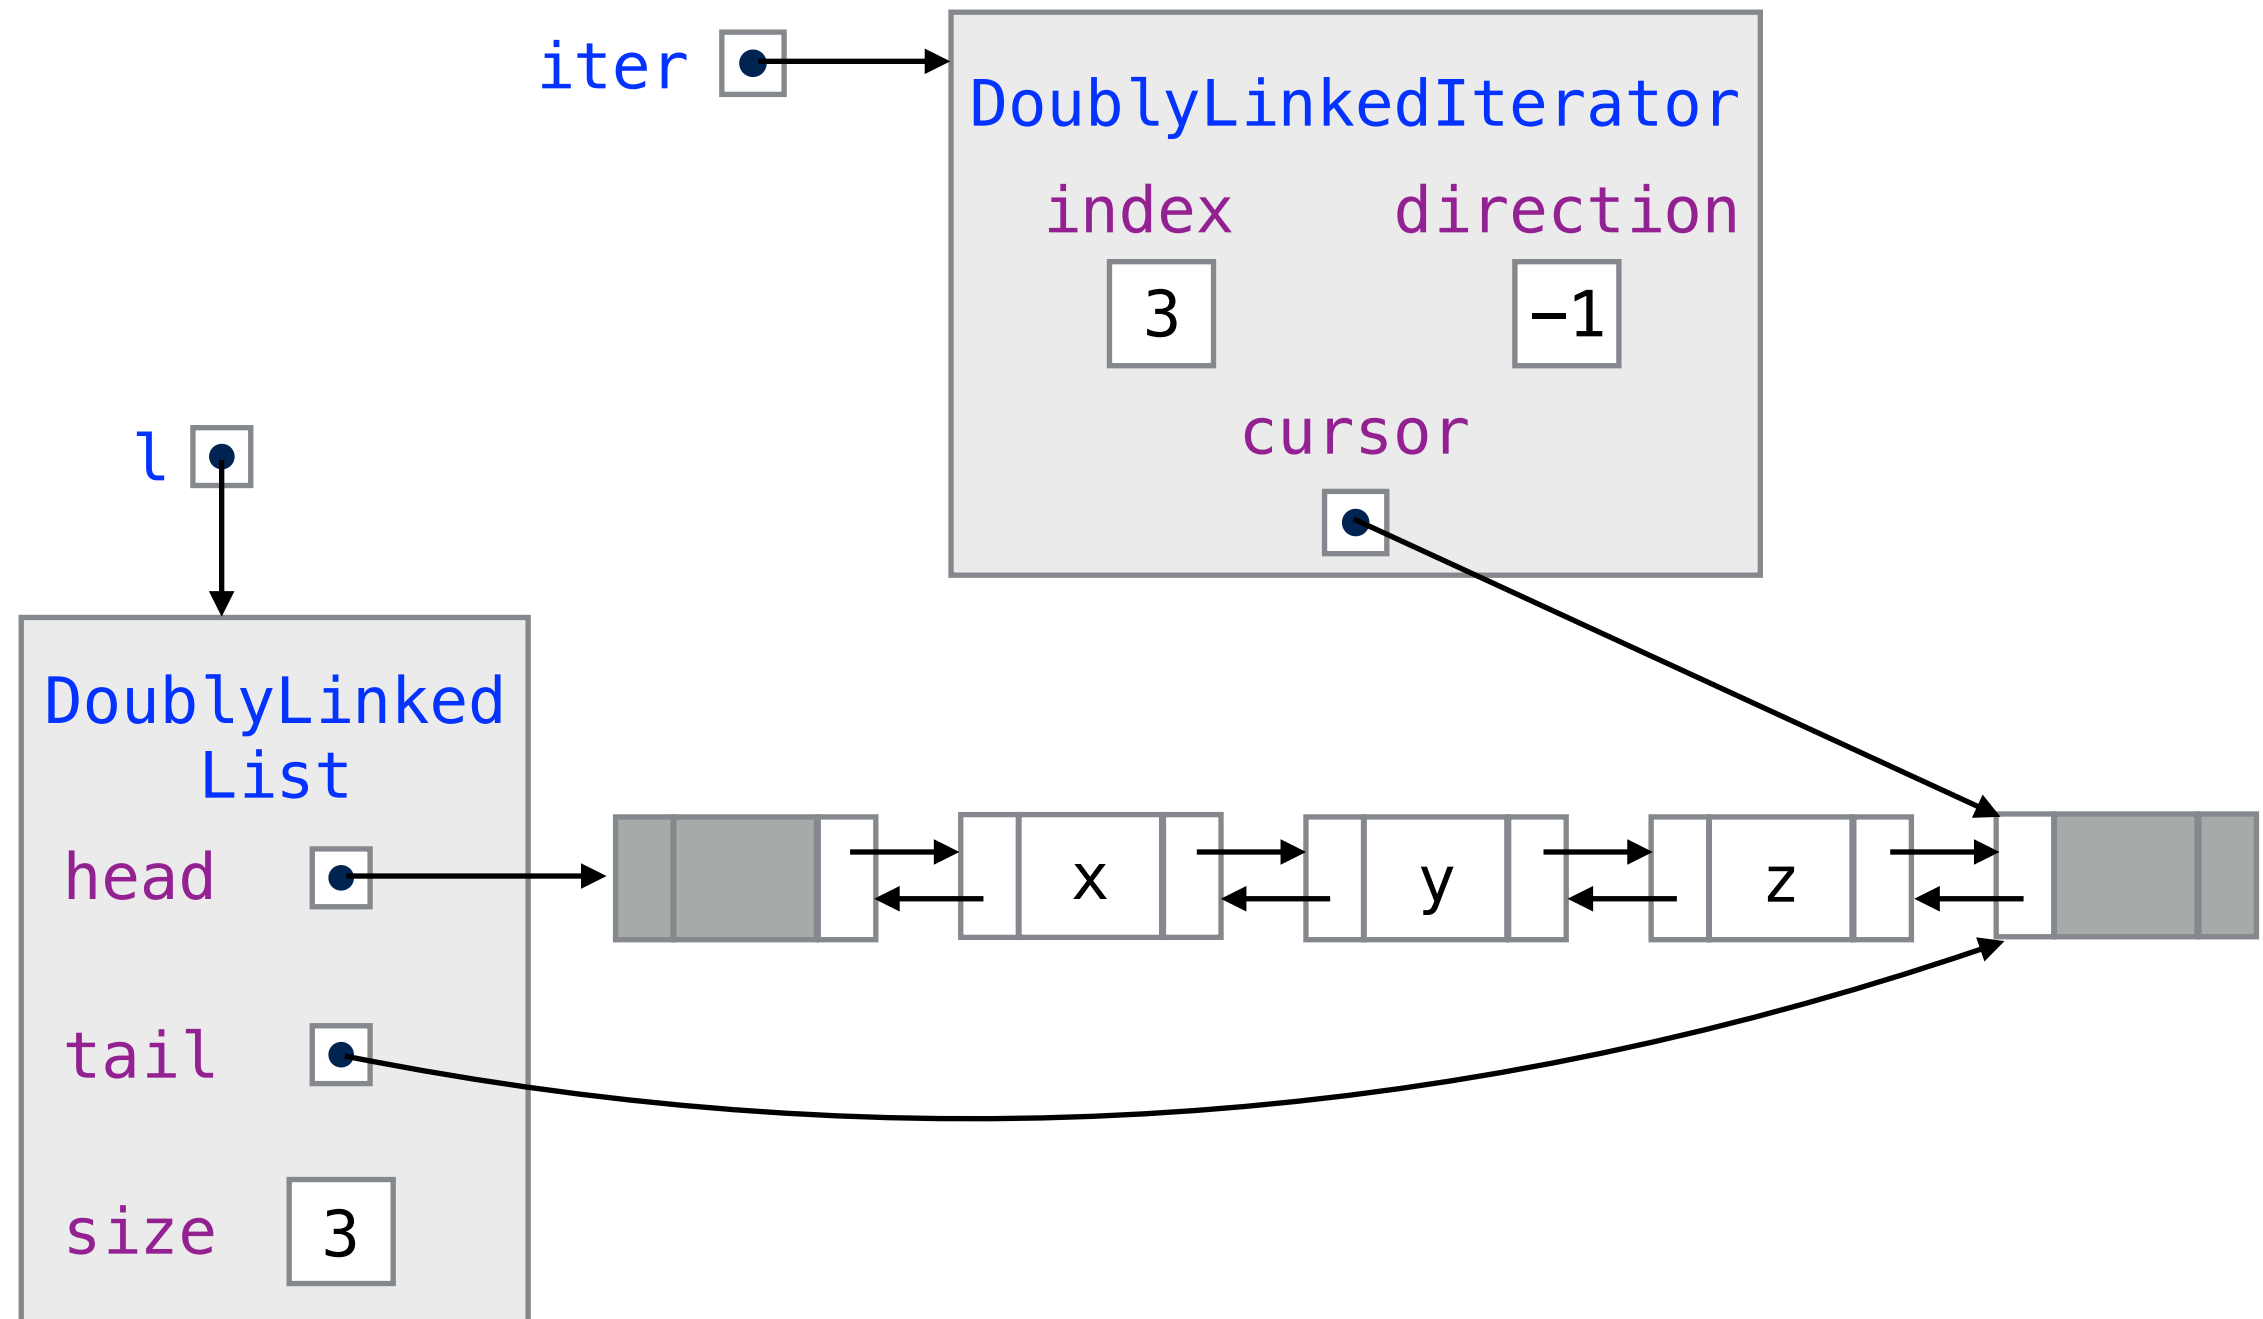 iter
DoublyLinkedIterator
index direction
3 −1
cursor
l
DoublyLinked
List
head
x y z
tail
size 3